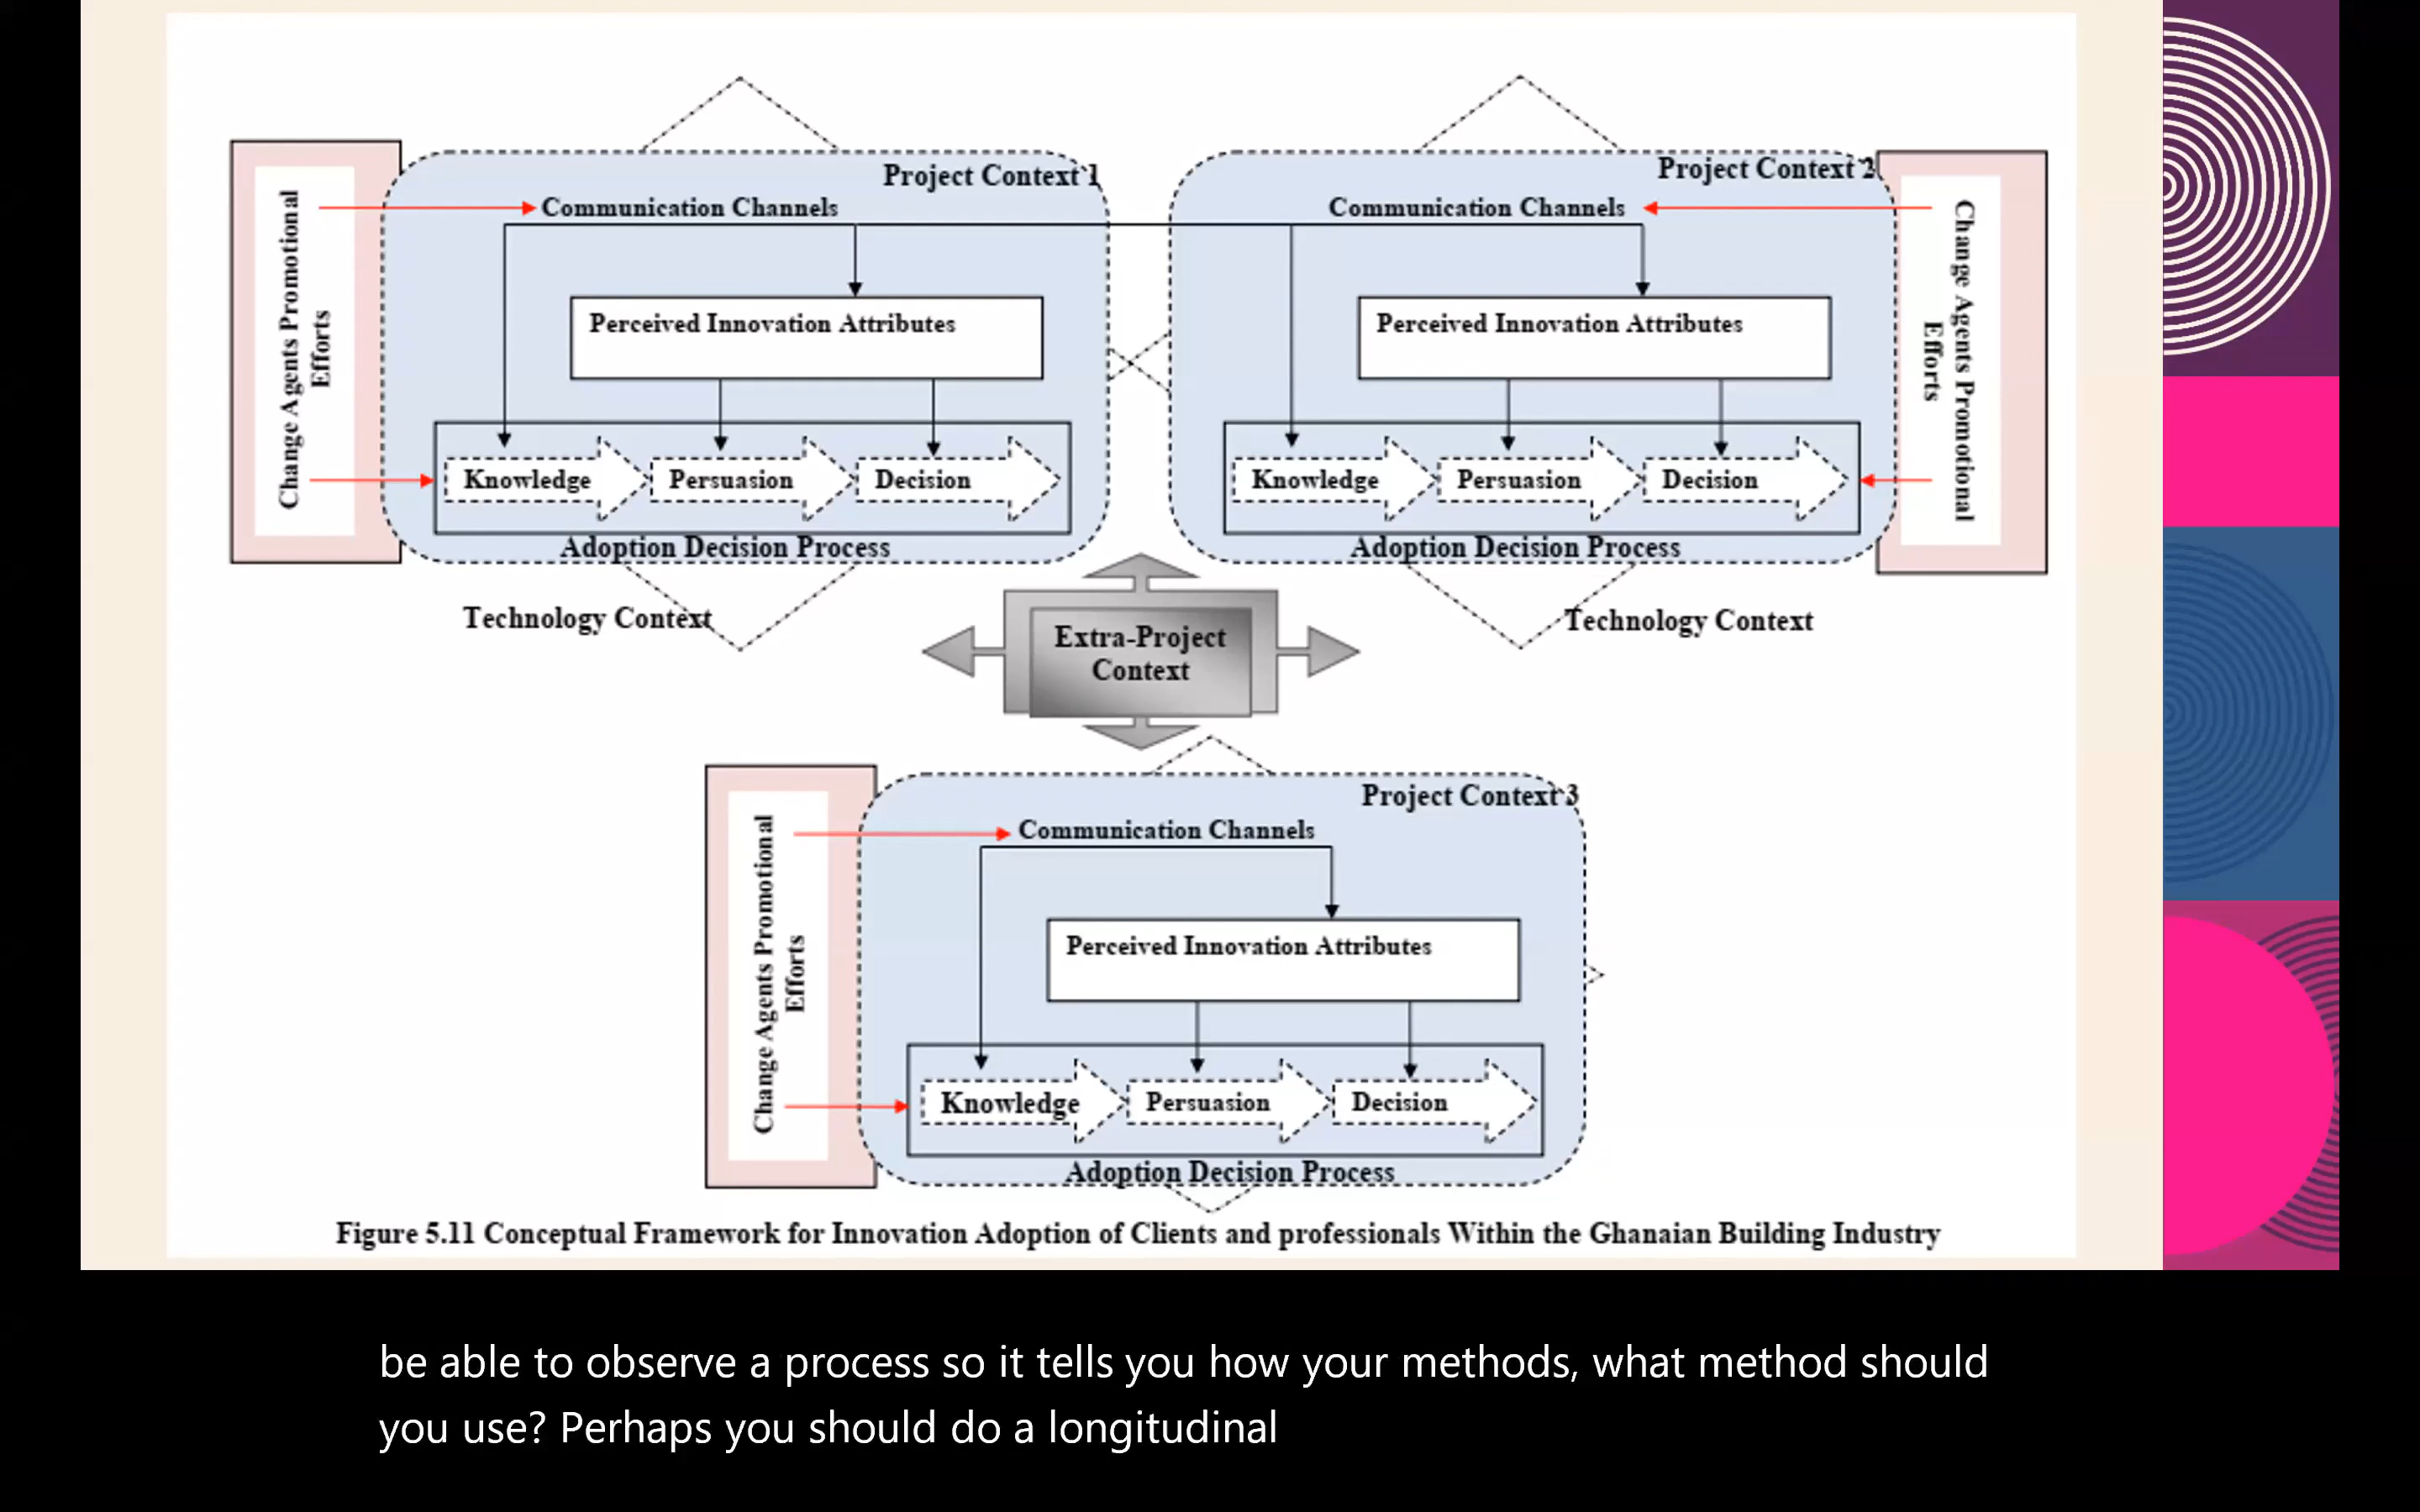 Project Context 1
Communication Channels
Change Agents Promotional
Efforts
Perceived Innovation Attributes
Knowledge
Persuasion
Decision
Adoption Decision Process
Technology Context
Project Context 2
Communication Channels
Change Agents Promotional
Efforts
Perceived Innovation Attributes
Knowledge
Persuasion
Decision
Adoption Decision Process
Technology Context
Extra-Project
Context
Project Context 3
Communication Channels
Change Agents Promotional
Efforts
Perceived Innovation Attributes
Knowledge
Persuasion
Decision
Adoption Decision Process
Figure 5.11 Conceptual Framework for Innovation Adoption of Clients and professionals Within the Ghanaian Building Industry
be able to observe a process so it tells you how your methods, what method should
you use? Perhaps you should do a longitudinal